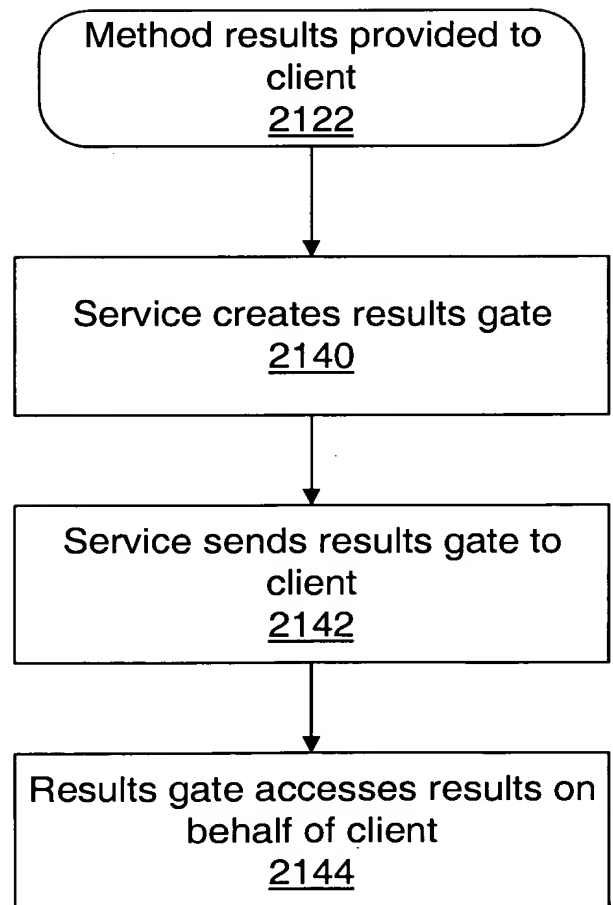 Method results provided to
client
2122
Service creates results gate
2140
Service sends results gate to
client
2142
Results gate accesses results on
behalf of client
2144